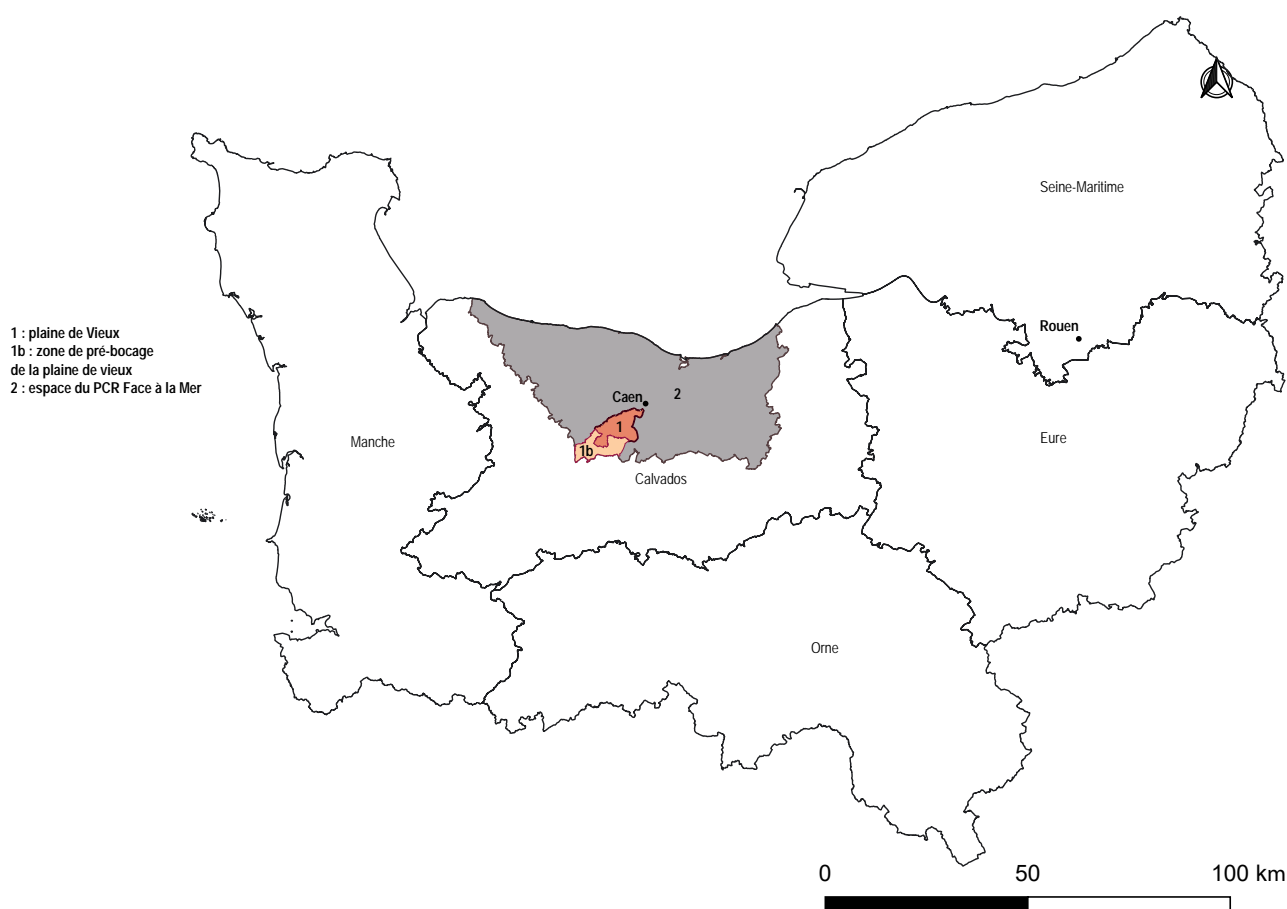 1 : plaine de Vieux
1b : zone de pré-bocage
de la plaine de vieux
2 : espace du PCR Face à la Mer
Seine-Maritime
Rouen
Caen
2
1
1b
Manche
Eure
Calvados
Orne
0 50 100 km